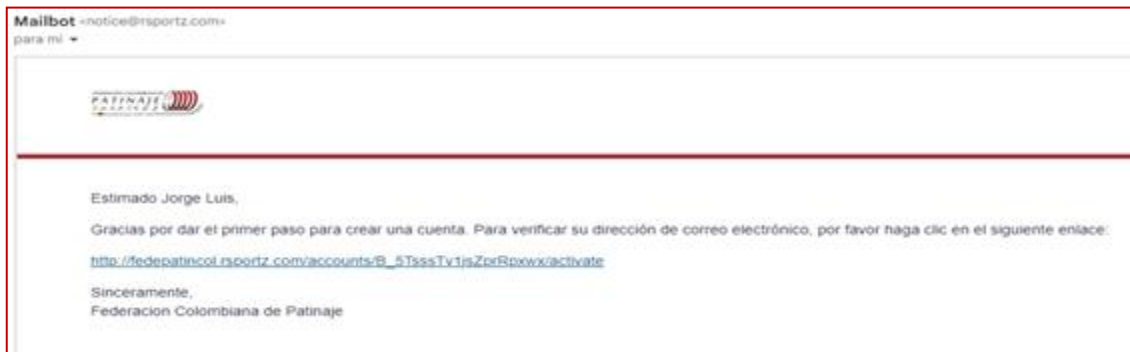 Mailbot <notice@rsportz.com>
para mí
PATINAJE
Estimado Jorge Luis,
Gracias por dar el primer paso para crear una cuenta. Para verificar su dirección de correo electrónico, por favor haga clic en el siguiente enlace:
http://fedepatincol.rsportz.com/accounts/B_5TsssTv1jsZprRpxwx/activate
Sinceramente,
Federacion Colombiana de Patinaje